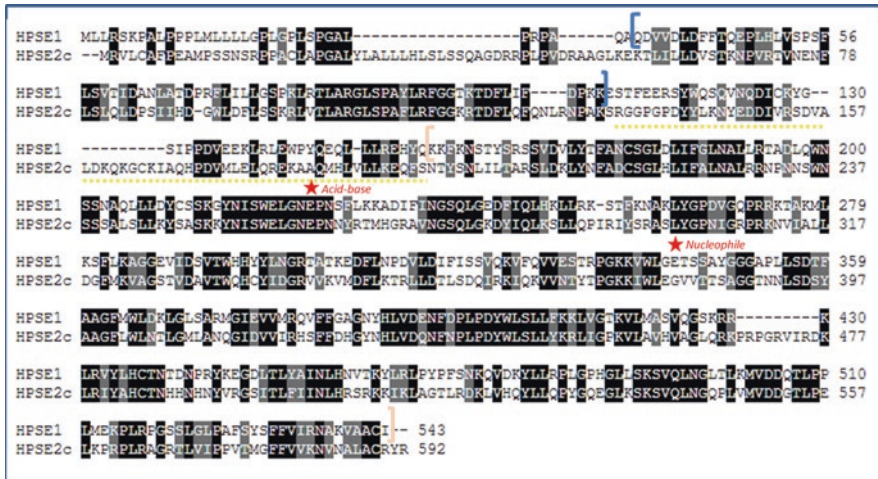 HPSE1 MLLRSKPALPPPLMLLLLGPLGPLSPGAL------------------PRPA------QAQDVVDLDFFTQEPLHLVSPSF 56
HPSE2c --MRVLCAFPEAMPSSNSRPPACLAPGALYLALLLHLSLSSQAGDRRPLPVDRAAGLKEKTLILLDVSTKNPVRTVNENF 78
HPSE1 LSVTIDANLATDPRFLILLGSPKLRTLARGLSPAYLRFGGTKTDFLIF-----DPKKESTFEERSYWQSQVNQDICKYG- 130
HPSE2c LSLQLDPSIIHD-GWLDFLSSKRLVTLARGLSPAFLRFGGKRTDFLQFQNLRNPAKSRGGPGPDYYLKNYEDDIVRSDVA 157
HPSE1 ---------SIPPDVEEKLRLEWPYQEQL-LLREHYQKKFKNSTYSRSSVDVLYTFANCSGLDLIFGLNALLRTADLQWN 200
HPSE2c LDKQKGCKIAQHPDVMLELQREKAAQMHLVLLKEQFSNTYSNLILTARSLDKLYNFADCSGLHLIFALNALRRNPNNSWN 237
Acid-base
HPSE1 SSNAQLLLDYCSSKGYNISWELGNEPNSFLKKADIFINGSQLGEDFIQLHKLLRK-STFKNAKLYGPDVGQPRRKTAKML 279
HPSE2c SSSALSLLKYSASKKYNISWELGNEPNNYRTMHGRAVNGSQLGKDYIQLKSLLQPIRIYSRASLYGPNIGRPRKNVIALL 317
Nucleophile
HPSE1 KSFLKAGGEVIDSVTWHHYYLNGRTATKEDFLNPDVLDIFISSVQKVFQVVESTRPGKKVWLGETSSAYGGGAPLLSDTF 359
HPSE2c DGFMKVAGSTVDAVTWQHCYIDGRVVKVMDFLKTRLLDTLSDQIRKIQKVVNTYTPGKKIWLEGVVTTSAGGTNNLSDSY 397
HPSE1 AAGFMWLDKLGLSARMGIEVVMRQVFFGAGNYHLVDENFDPLPDYWLSLLFKKLVGTKVLMASVQGSKRR---------K 430
HPSE2c AAGFLWLNTLGMLANQGIDVVIRHSFFDHGYNHLVDQNFNPLPDYWLSLLYKRLIGPKVLAVHVAGLQRKPRPGRVIRDK 477
HPSE1 LRVYLHCTNTDNPRYKEGDLTLYAINLHNVTKYLRLPYPFSNKQVDKYLLRPLGPHGLLSKSVQLNGLTLKMVDDQTLPP 510
HPSE2c LRIYAHCTNHHNHNYVRGSITLFIINLHRSRKKIKLAGTLRDKLVHQYLLQPYGQEGLKSKSVQLNGQPLVMVDDGTLPE 557
HPSE1 LMEKPLRPGSSLGLPAFSYSFFVIRNAKVAACI-- 543
HPSE2c LKPRPLRAGRTLVIPPVTMGFFVVKNVNALACRYR 592